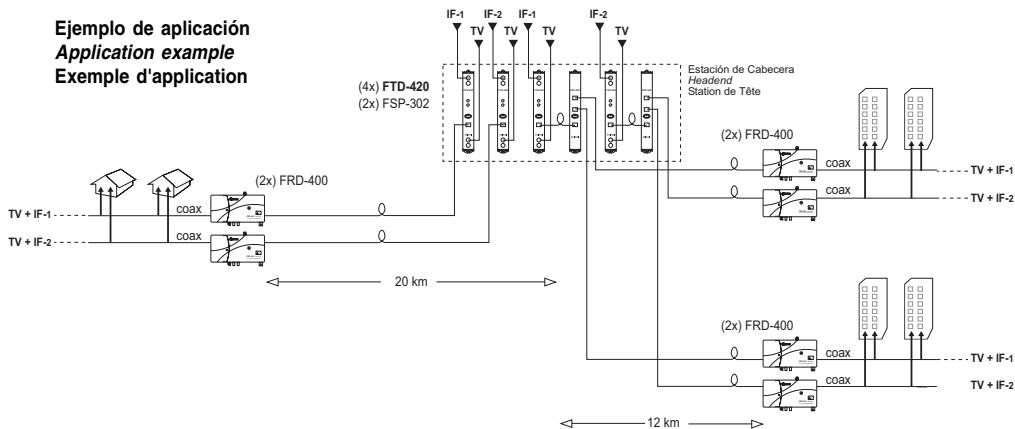 Ejemplo de aplicación
Application example
Exemple d'application
IF-1 IF-2 IF-1 IF-2
TV TV TV TV
(4x) FTD-420
(2x) FSP-302
Estación de Cabecera
Headend
Station de Tête
(2x) FRD-400
coax
TV + IF-1
coax
TV + IF-2
20 km
(2x) FRD-400
coax
TV + IF-1
coax
TV + IF-2
(2x) FRD-400
coax
TV + IF-1
coax
TV + IF-2
12 km